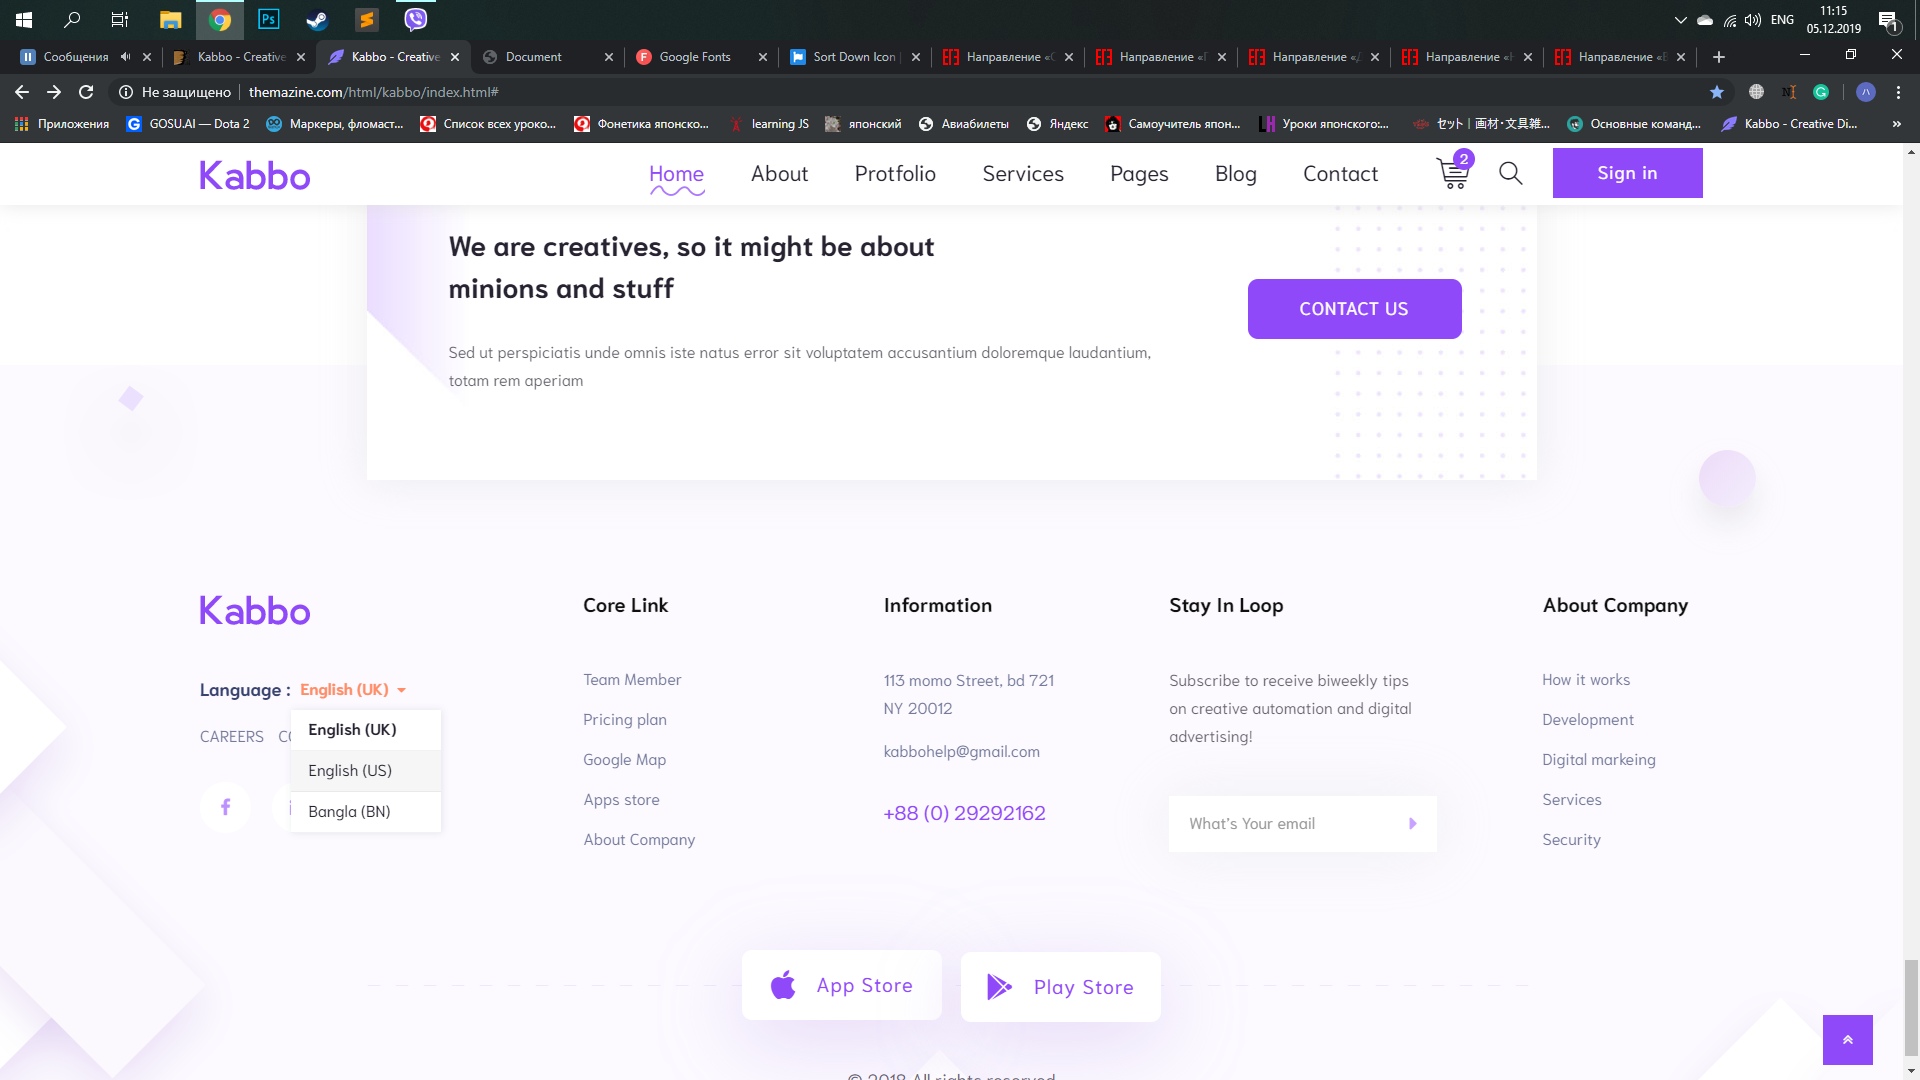 ENG
11:15
05.12.2019
1
Сообщения
Kabbo - Creative
Kabbo - Creative
Document
Google Fonts
Sort Down Icon |
Направление «
Направление «
Направление «
Направление «
Направление «
Не защищено
themazine.com/html/kabbo/index.html#
Приложения
GOSU.AI — Dota 2
Маркеры, фломаст...
Список всех уроко...
Фонетика японско...
learning JS
японский
Авиабилеты
Яндекс
Самоучитель япон...
Уроки японского:...
セット | 画材・文具雑...
Основные команд...
Kabbo - Creative Di...
»
Kabbo
Home
About
Protfolio
Services
Pages
Blog
Contact
2
Sign in
We are creatives, so it might be about
minions and stuff
CONTACT US
Sed ut perspiciatis unde omnis iste natus error sit voluptatem accusantium doloremque laudantium,
totam rem aperiam
Kabbo
Language : English (UK)
English (UK)
English (US)
Bangla (BN)
CAREERS
Core Link
Team Member
Pricing plan
Google Map
Apps store
About Company
Information
113 momo Street, bd 721
NY 20012
kabbohelp@gmail.com
+88 (0) 29292162
Stay In Loop
Subscribe to receive biweekly tips
on creative automation and digital
advertising!
What's Your email
About Company
How it works
Development
Digital markeing
Services
Security
App Store
Play Store
© 2018 All rights reserved